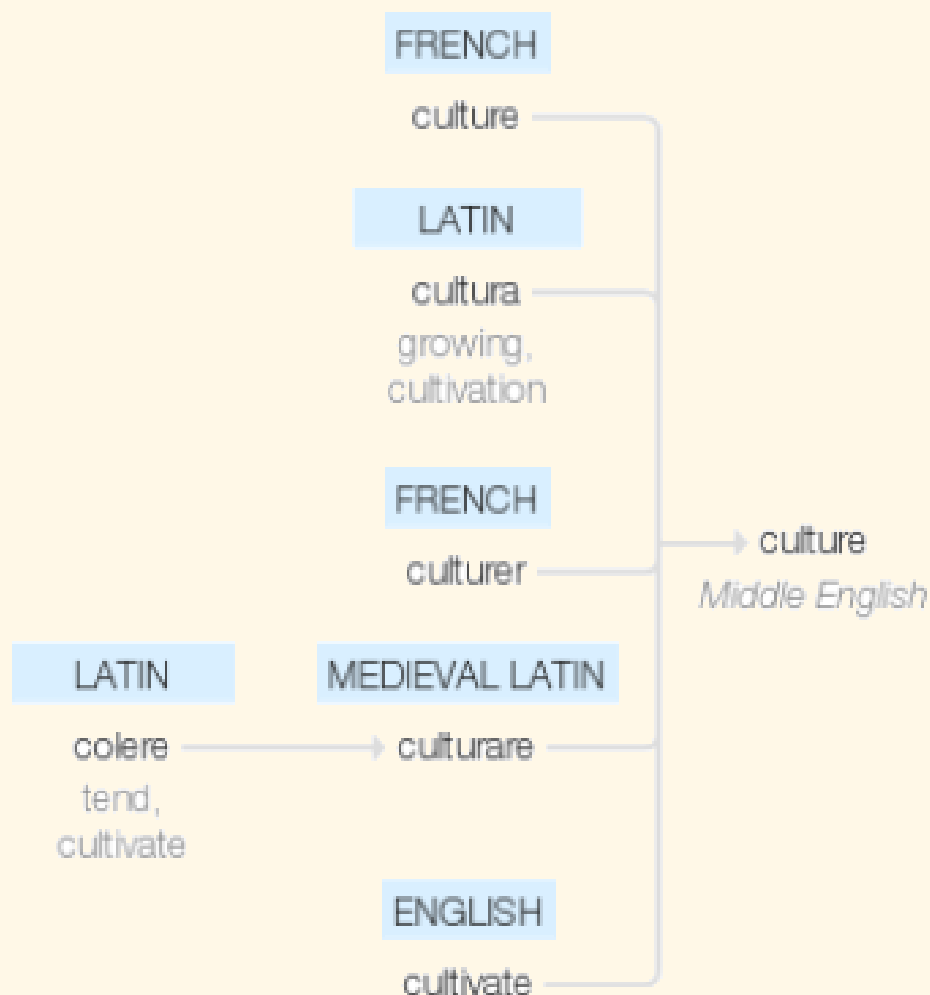 FRENCH
culture
LATIN
cultura
growing,
cultivation
FRENCH
culturer
culture
Middle English
LATIN
MEDIEVAL LATIN
colere
culturare
tend,
cultivate
ENGLISH
cultivate